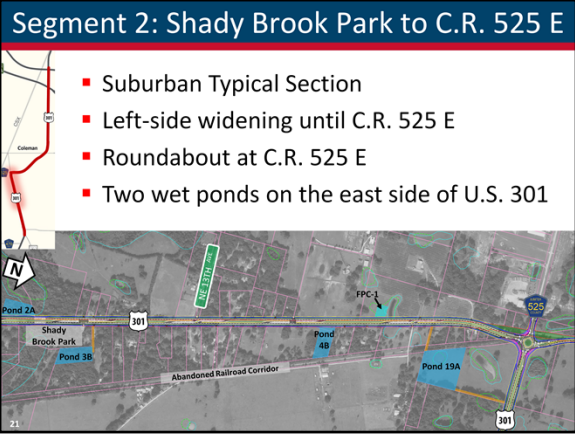 Segment 2: Shady Brook Park to C.R. 525 E
Suburban Typical Section
Left-side widening until C.R. 525 E
Roundabout at C.R. 525 E
Two wet ponds on the east side of U.S. 301
CSX
301
Coleman
301
N
Pond 2A
NE 13TH AVE
FPC-1
525
301
Shady
Brook Park
Pond 3B
Pond
4B
Pond 19A
Abandoned Railroad Corridor
301
21